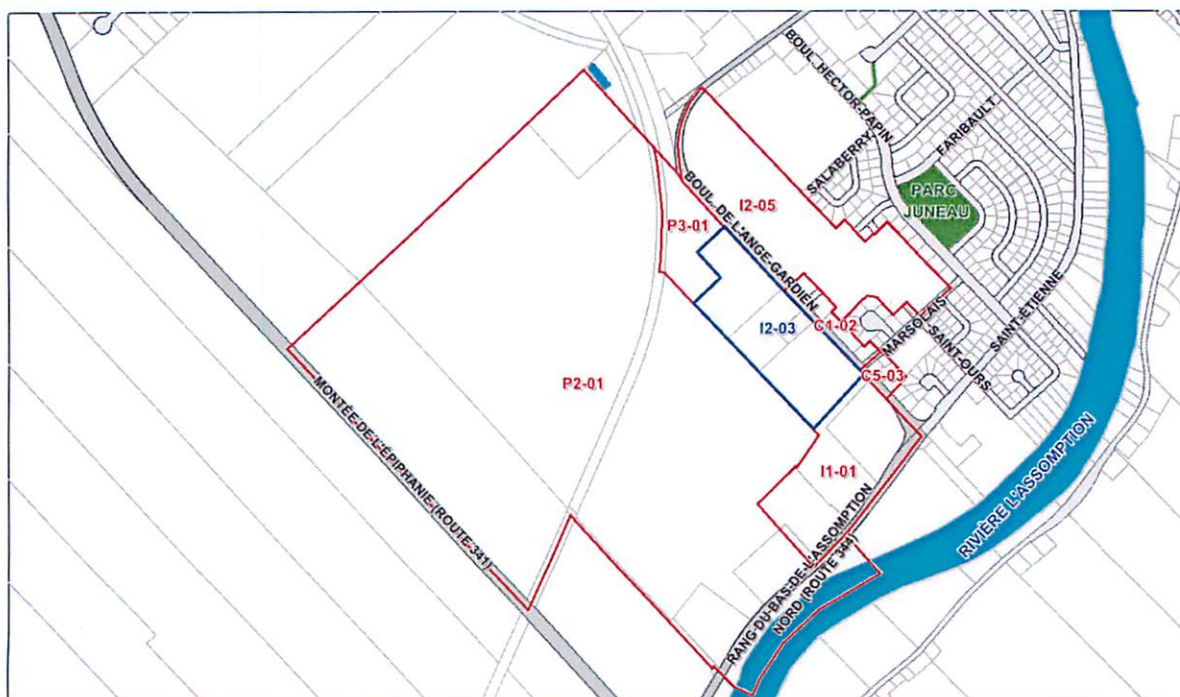 BOUL. HECTOR-PAPIN
FARIBAULT
SALABERRY
PARC
JUNEAU
BOUL. DE L'ANGE-GARDIEN
I2-05
P3-01
I2-03
C1-02
MARSOLAIS
SAINT-OURS
SAINT-ETIENNE
C5-03
P2-01
MONTÉE DE L'ÉPIPHANIE (ROUTE 341)
I1-01
RANG DU BAS-DE-L'ASSOMPTION
NORD (ROUTE 344)
RIVIÈRE L'ASSOMPTION